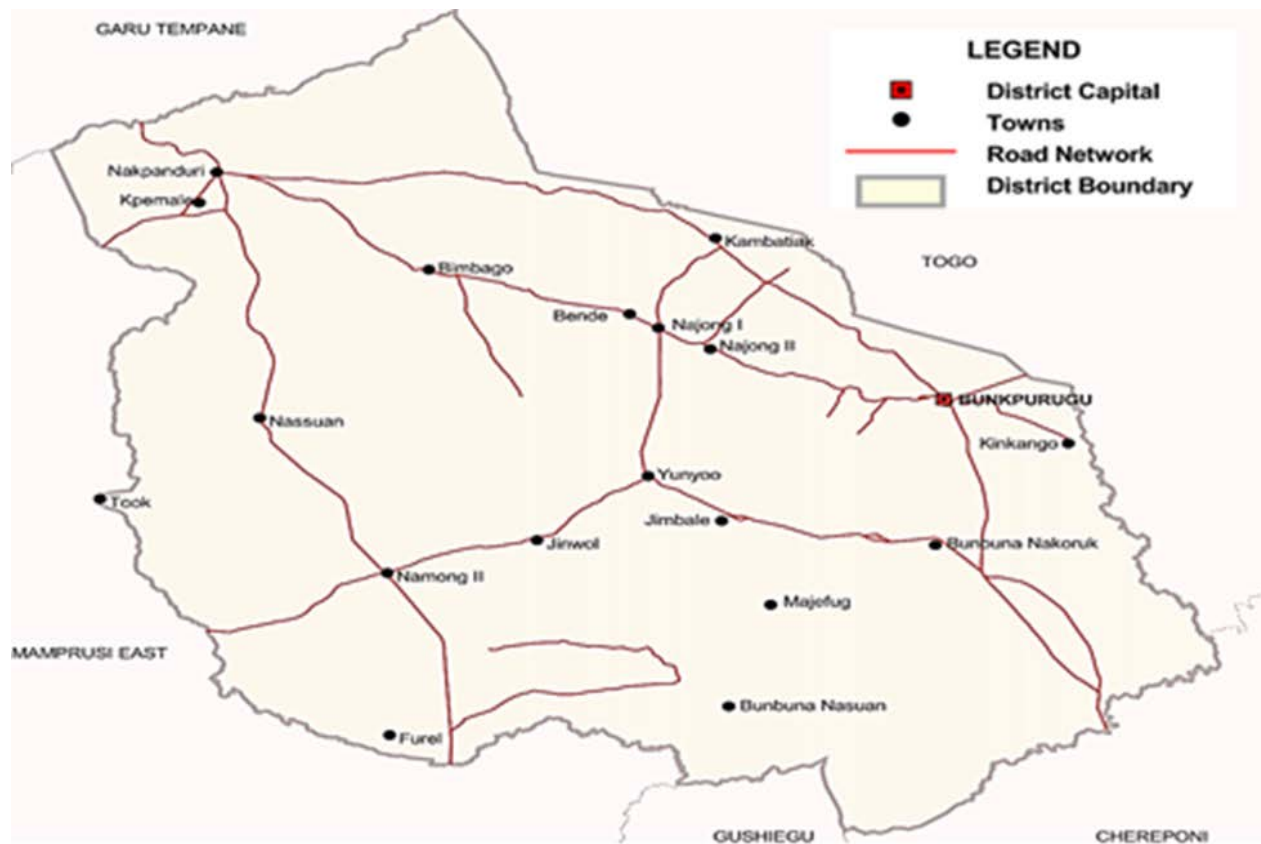 GARU TEMPANE
LEGEND
District Capital
Towns
Road Network
District Boundary
Nakpanduri
Kpemale
Kambatiak
TOGO
Bimbago
Bende
Najong I
Najong II
BUNKPURUGU
Nassuan
Kinkango
Yunyoo
Took
Jimbale
Jinwol
Bunbuna Nakoruk
Namong II
Majefug
MAMPRUSI EAST
Bunbuna Nasuan
Furel
GUSHIEGU
CHEREPONI